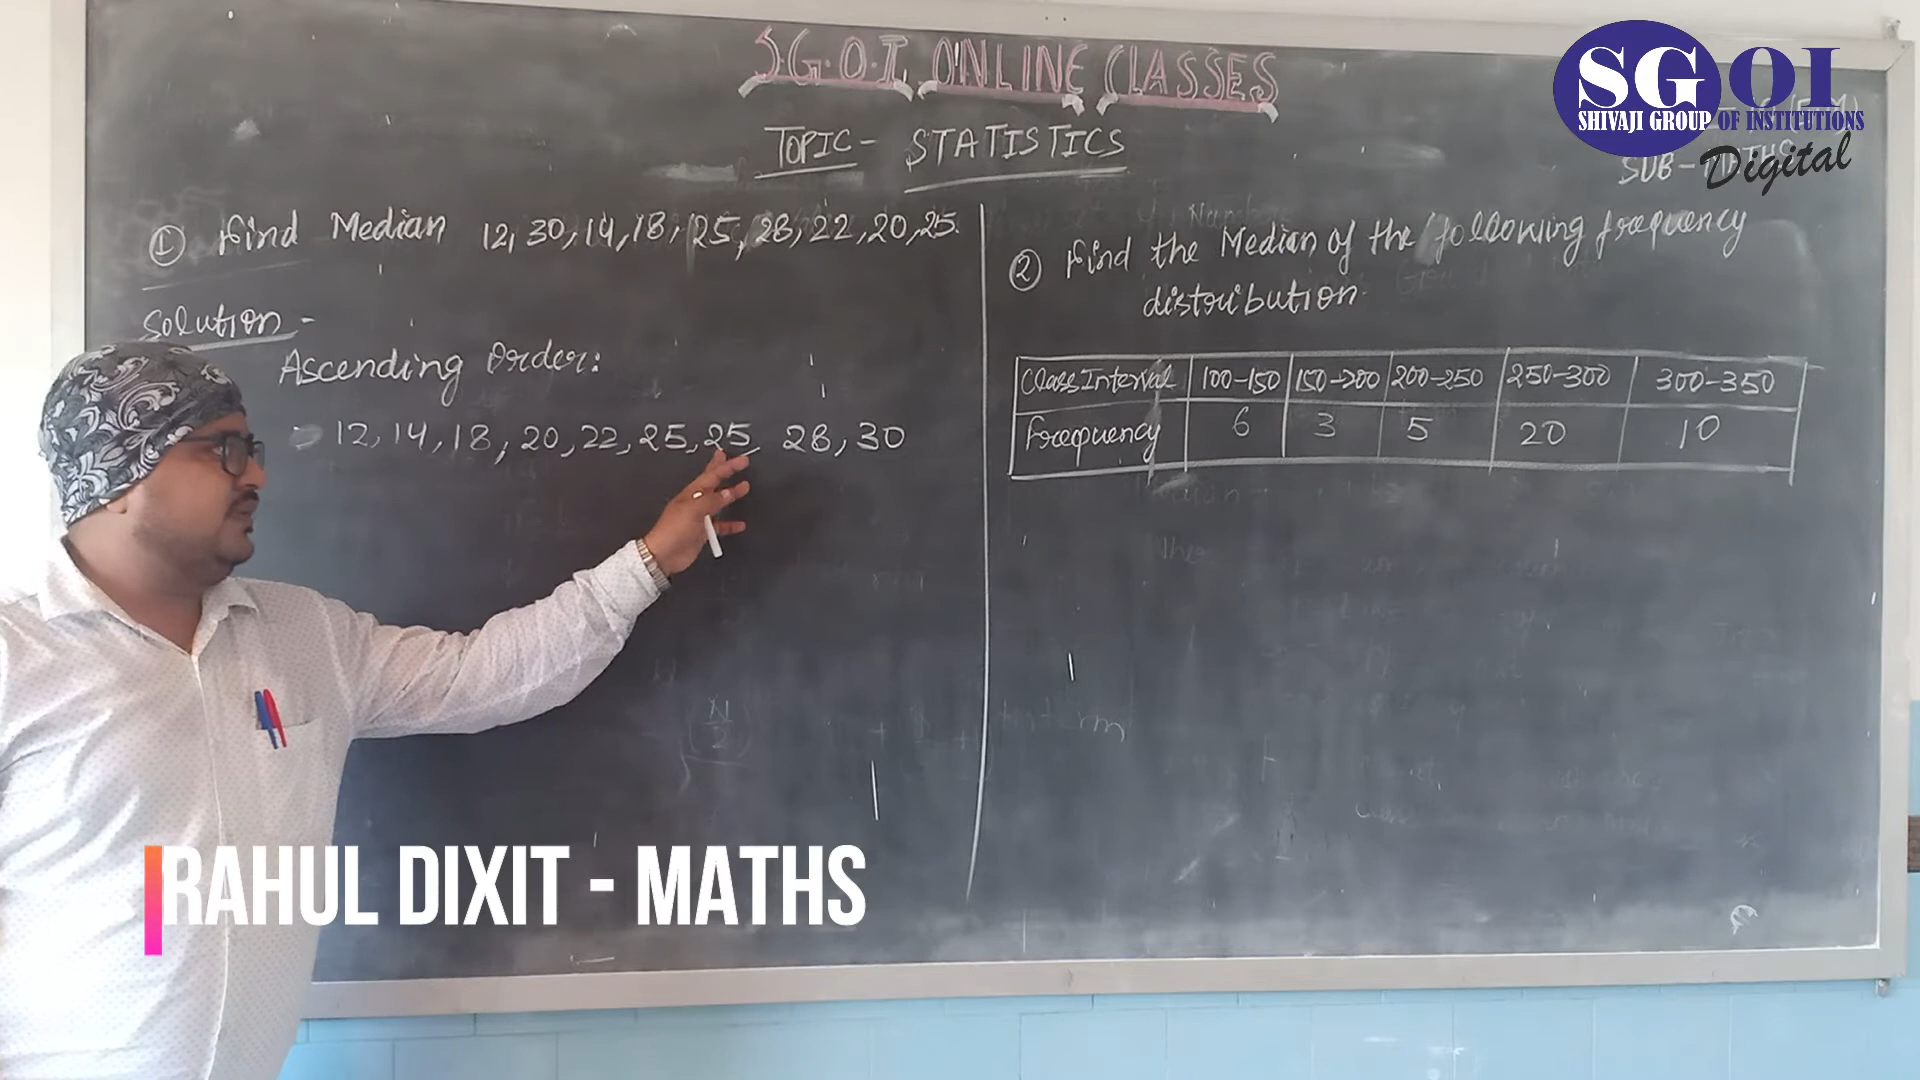 S.G.O.I. ONLINE CLASSES
SGOI
SHIVAJI GROUP OF INSTITUTIONS
Digital
TOPIC - STATISTICS
SUB - MATHS
① Find Median 12, 30, 14, 18, 25, 28, 22, 20, 25.
Solution -
Ascending Order:
12, 14, 18, 20, 22, 25, 25, 28, 30
② Find the Median of the following frequency
distribution.
Class Interval 100-150 150-200 200-250 250-300 300-350
Frequency 6 3 5 20 10
RAHUL DIXIT - MATHS